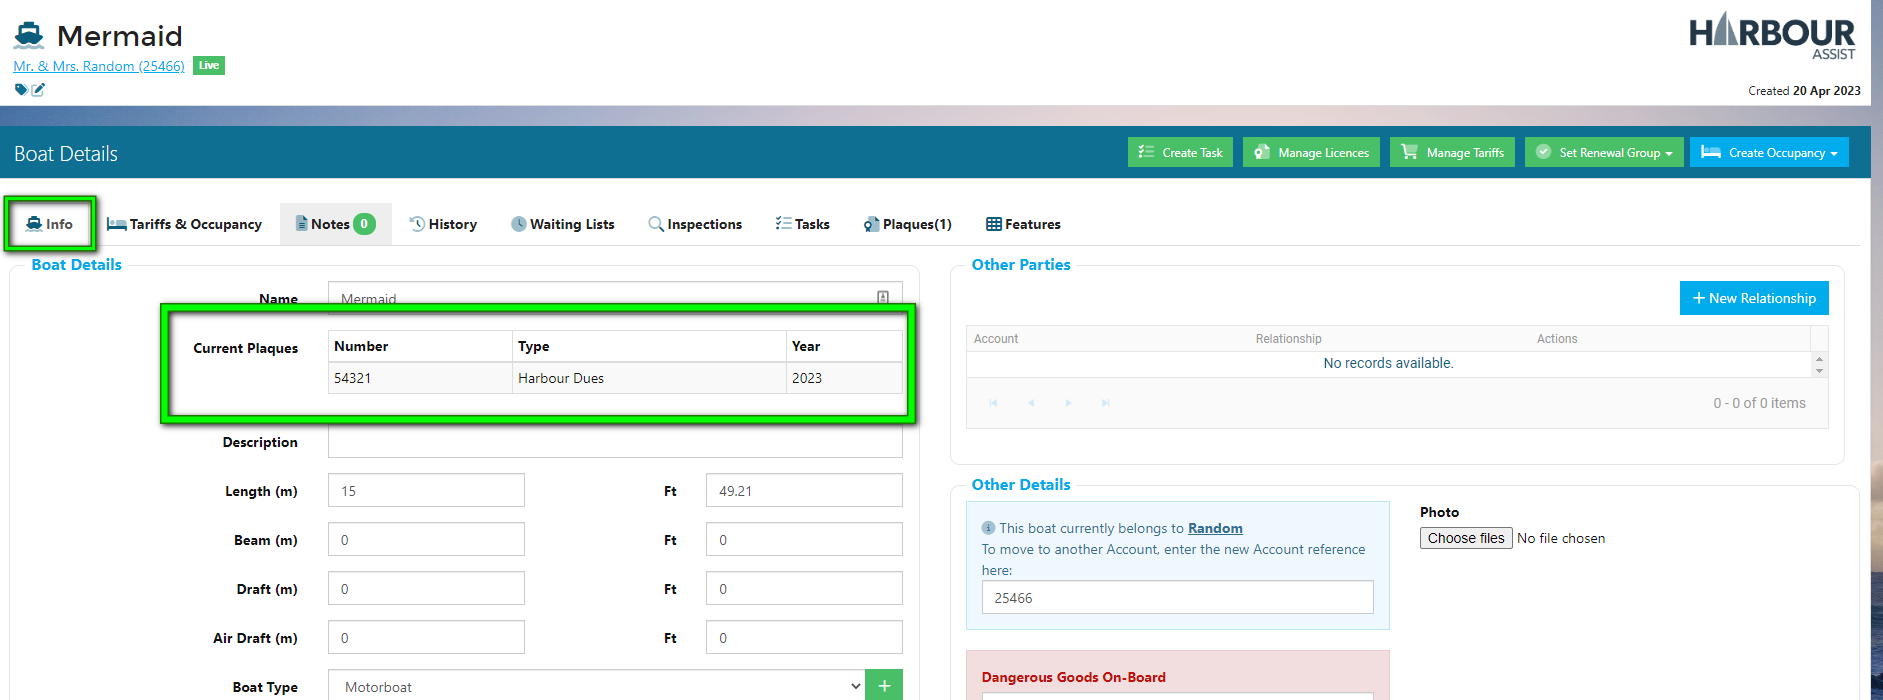 Mermaid
HARBOUR
ASSIST
Mr. & Mrs. Random (25466) Live
Created 20 Apr 2023
Boat Details
Create Task
Manage Licences
Manage Tariffs
Set Renewal Group
Create Occupancy
Info
Tariffs & Occupancy
Notes 0
History
Waiting Lists
Inspections
Tasks
Plaques(1)
Features
Boat Details
Name Mermaid
Current Plaques
Number Type Year
54321 Harbour Dues 2023
Description
Length (m) 15 Ft 49.21
Beam (m) 0 Ft 0
Draft (m) 0 Ft 0
Air Draft (m) 0 Ft 0
Boat Type Motorboat +
Other Parties
+ New Relationship
Account Relationship Actions
No records available.
0 - 0 of 0 items
Other Details
This boat currently belongs to Random
To move to another Account, enter the new Account reference
here:
25466
Photo
Choose files No file chosen
Dangerous Goods On-Board